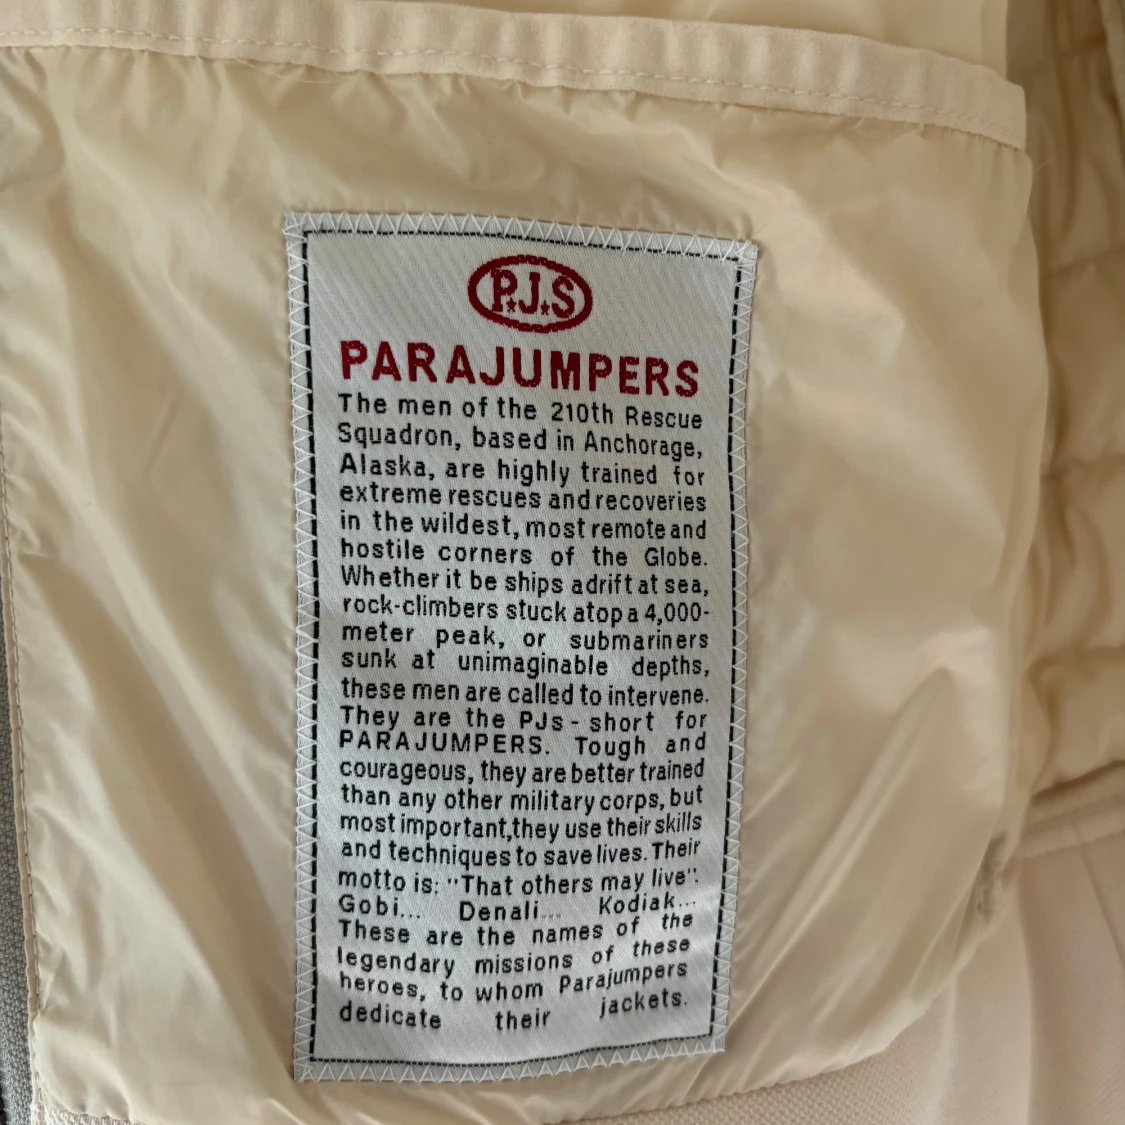 P.J.S
PARAJUMPERS
The men of the 210th Rescue
Squadron, based in Anchorage,
Alaska, are highly trained for
extreme rescues and recoveries
in the wildest, most remote and
hostile corners of the Globe.
Whether it be ships adrift at sea,
rock-climbers stuck atop a 4,000-
meter peak, or submariners
sunk at unimaginable depths,
these men are called to intervene.
They are the PJs - short for
PARAJUMPERS. Tough and
courageous, they are better trained
than any other military corps, but
most important,they use their skills
and techniques to save lives. Their
motto is: "That others may live".
Gobi... Denali... Kodiak...
These are the names of the
legendary missions of these
heroes, to whom Parajumpers
dedicate their jackets.